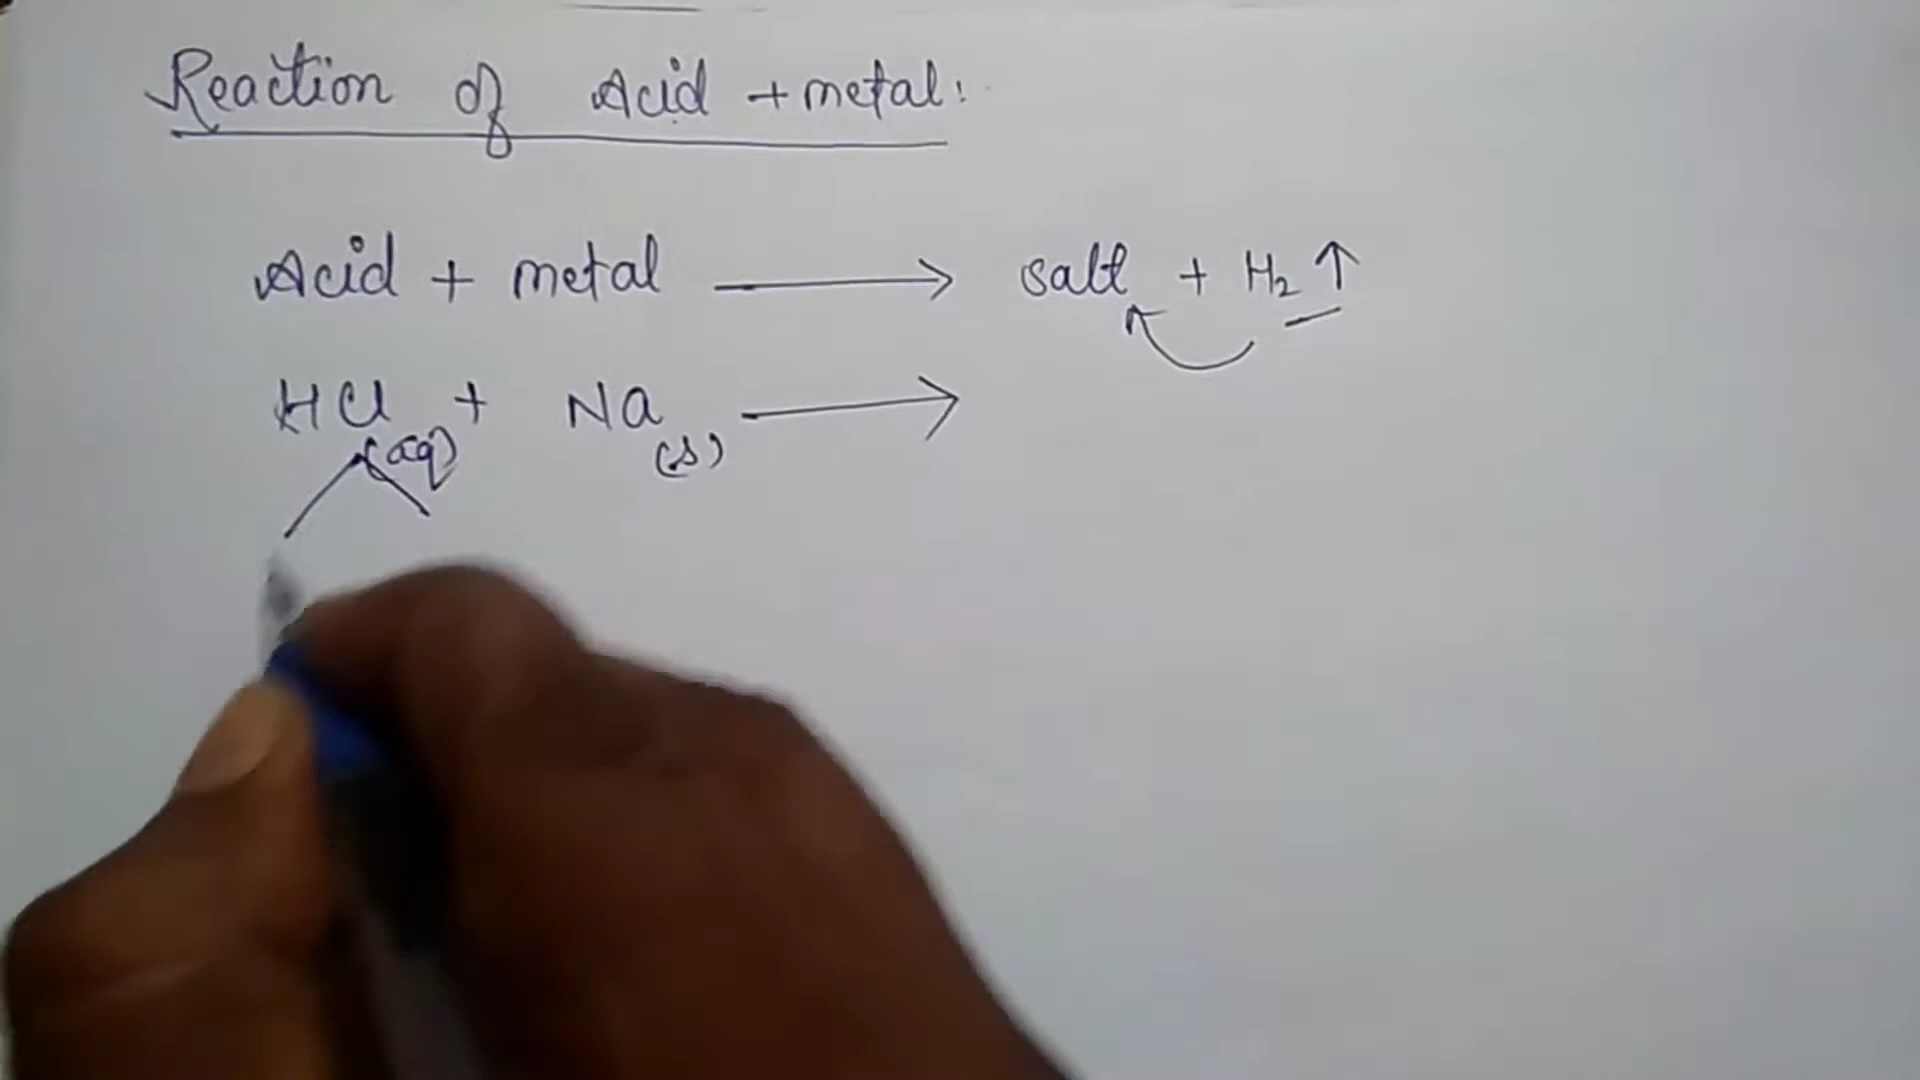 Reaction of Acid + metal:
Acid + metal → salt + H₂ ↑
HCl(aq) + Na(s) →